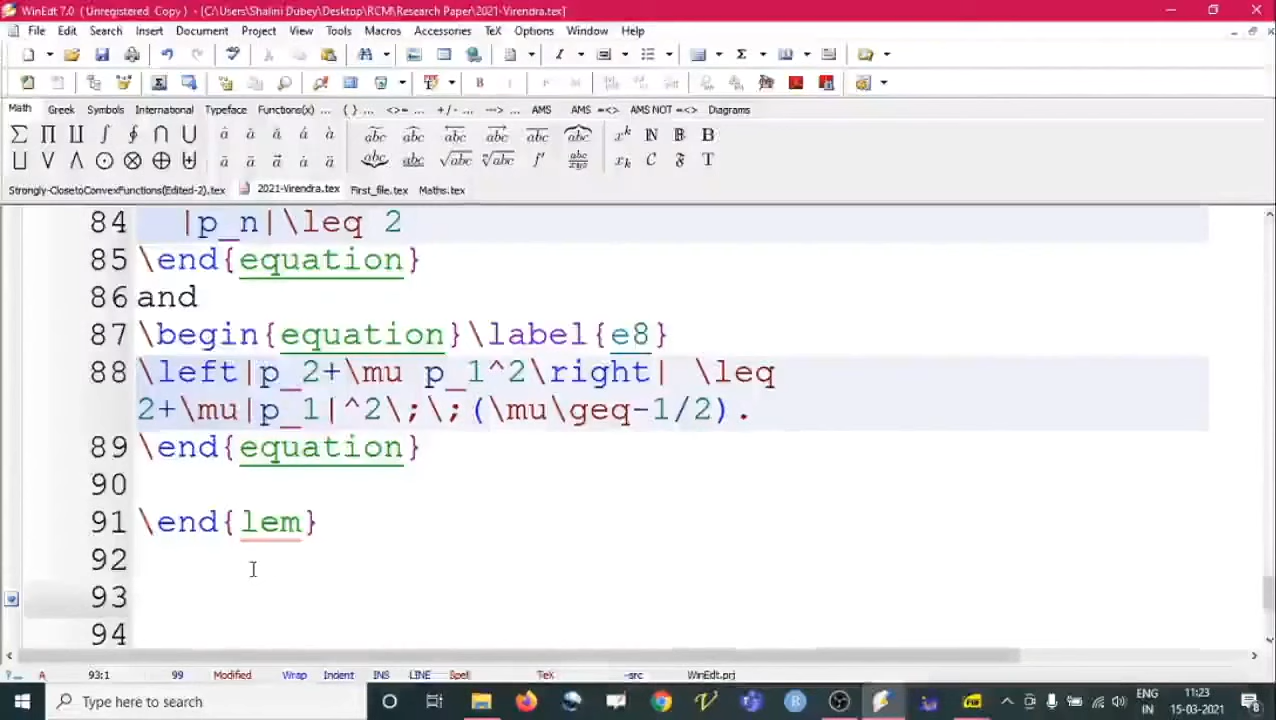 WinEdt 7.0 (Unregistered Copy) - [C:\Users\Shalini Dubey\Desktop\RCM\Research Paper\2021-Virendra.tex]
File Edit Search Insert Document Project View Tools Macros Accessories TeX Options Window Help
Math Greek Symbols International Typeface Functions(x) ... { } ... <>= ... +/- ... ---> ... AMS AMS =<> AMS NOT =<> Diagrams
Strongly-ClosetoConvexFunctions(Edited-2).tex 2021-Virendra.tex First_file.tex Maths.tex
84 |p_n|\leq 2
85 \end{equation}
86 and
87 \begin{equation}\label{e8}
88 \left|p_2+\mu p_1^2\right| \leq
2+\mu|p_1|^2\;\;(\mu\geq-1/2).
89 \end{equation}
90
91 \end{lem}
92
93
94
A 93:1 99 Modified Wrap Indent INS LINE Spell TeX --src WinEdt.prj
Type here to search ENG 11:23
IN 15-03-2021